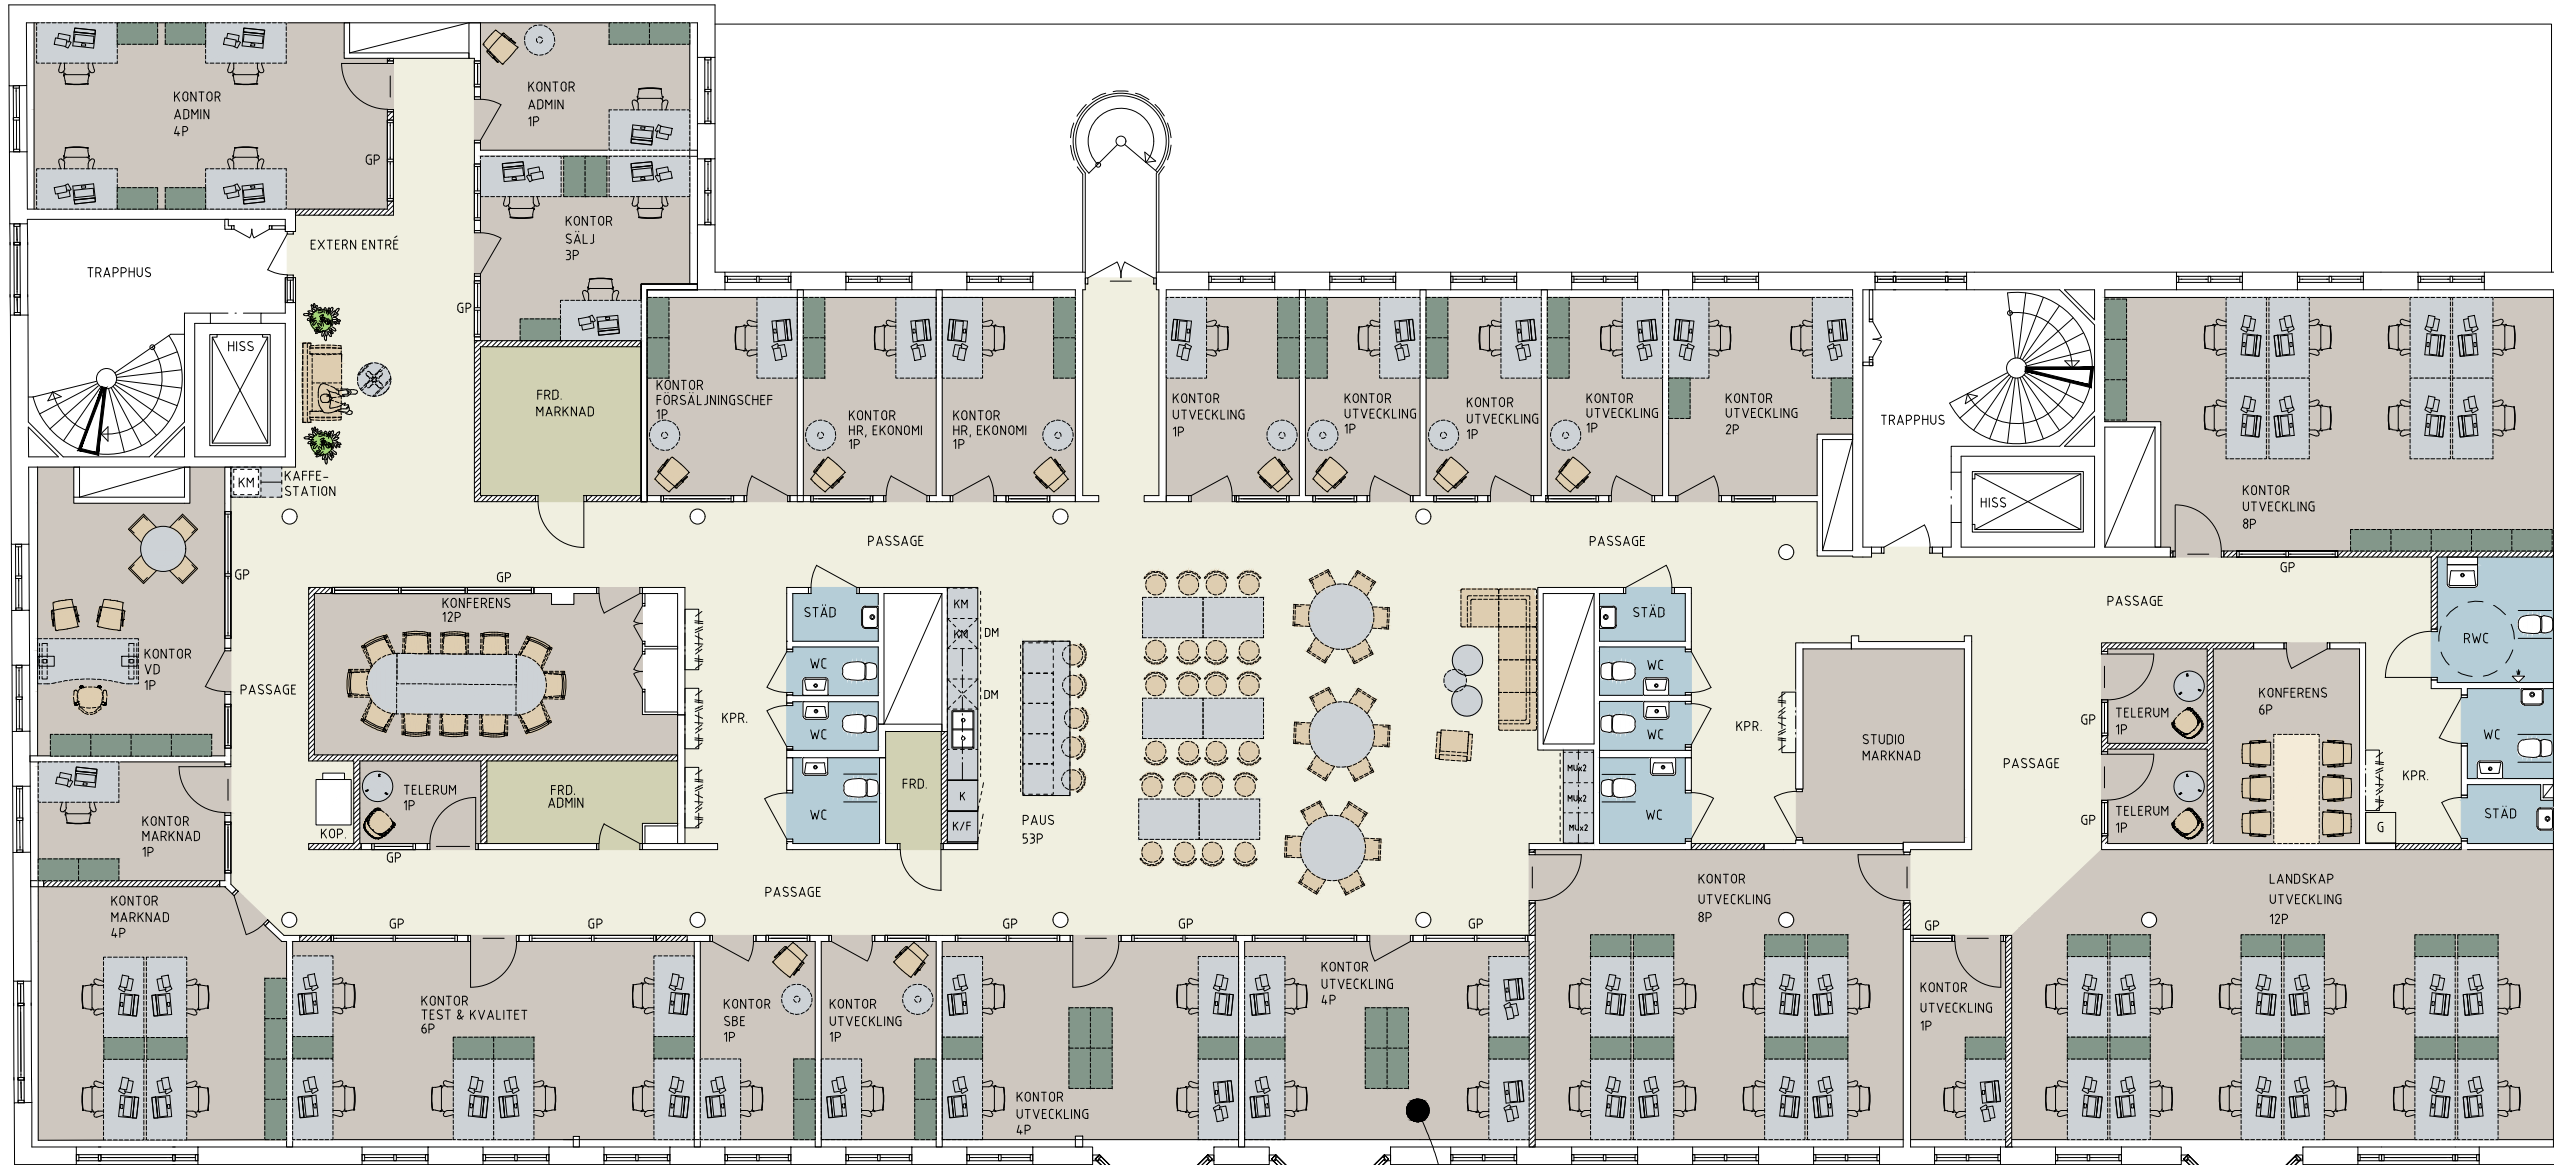 KONTOR
ADMIN
4P
GP
KONTOR
ADMIN
1P
KONTOR
SÄLJ
3P
GP
EXTERN ENTRÉ
TRAPPHUS
HISS
FRD.
MARKNAD
KONTOR
FÖRSÄLJNINGSCHEF
1P
KONTOR
HR, EKONOMI
1P
KONTOR
HR, EKONOMI
1P
KONTOR
UTVECKLING
1P
KONTOR
UTVECKLING
1P
KONTOR
UTVECKLING
1P
KONTOR
UTVECKLING
1P
KONTOR
UTVECKLING
2P
TRAPPHUS
HISS
KONTOR
UTVECKLING
8P
GP
KM
KAFFE-
STATION
PASSAGE
PASSAGE
PASSAGE
GP
GP
KONFERENS
12P
KONTOR
VD
1P
PASSAGE
KPR.
STÄD
WC
WC
WC
KM
KM
DM
DM
K
K/F
FRD.
PAUS
53P
STÄD
WC
WC
WC
MUx2
MUx2
MUx2
KPR.
STUDIO
MARKNAD
PASSAGE
TELERUM
1P
GP
TELERUM
1P
GP
KONFERENS
6P
RWC
WC
KPR.
STÄD
G
KONTOR
MARKNAD
1P
KOP.
TELERUM
1P
GP
FRD.
ADMIN
PASSAGE
KONTOR
MARKNAD
4P
GP
GP
GP
GP
GP
KONTOR
TEST & KVALITET
6P
KONTOR
SBE
1P
KONTOR
UTVECKLING
1P
KONTOR
UTVECKLING
4P
KONTOR
UTVECKLING
4P
KONTOR
UTVECKLING
8P
GP
KONTOR
UTVECKLING
1P
LANDSKAP
UTVECKLING
12P